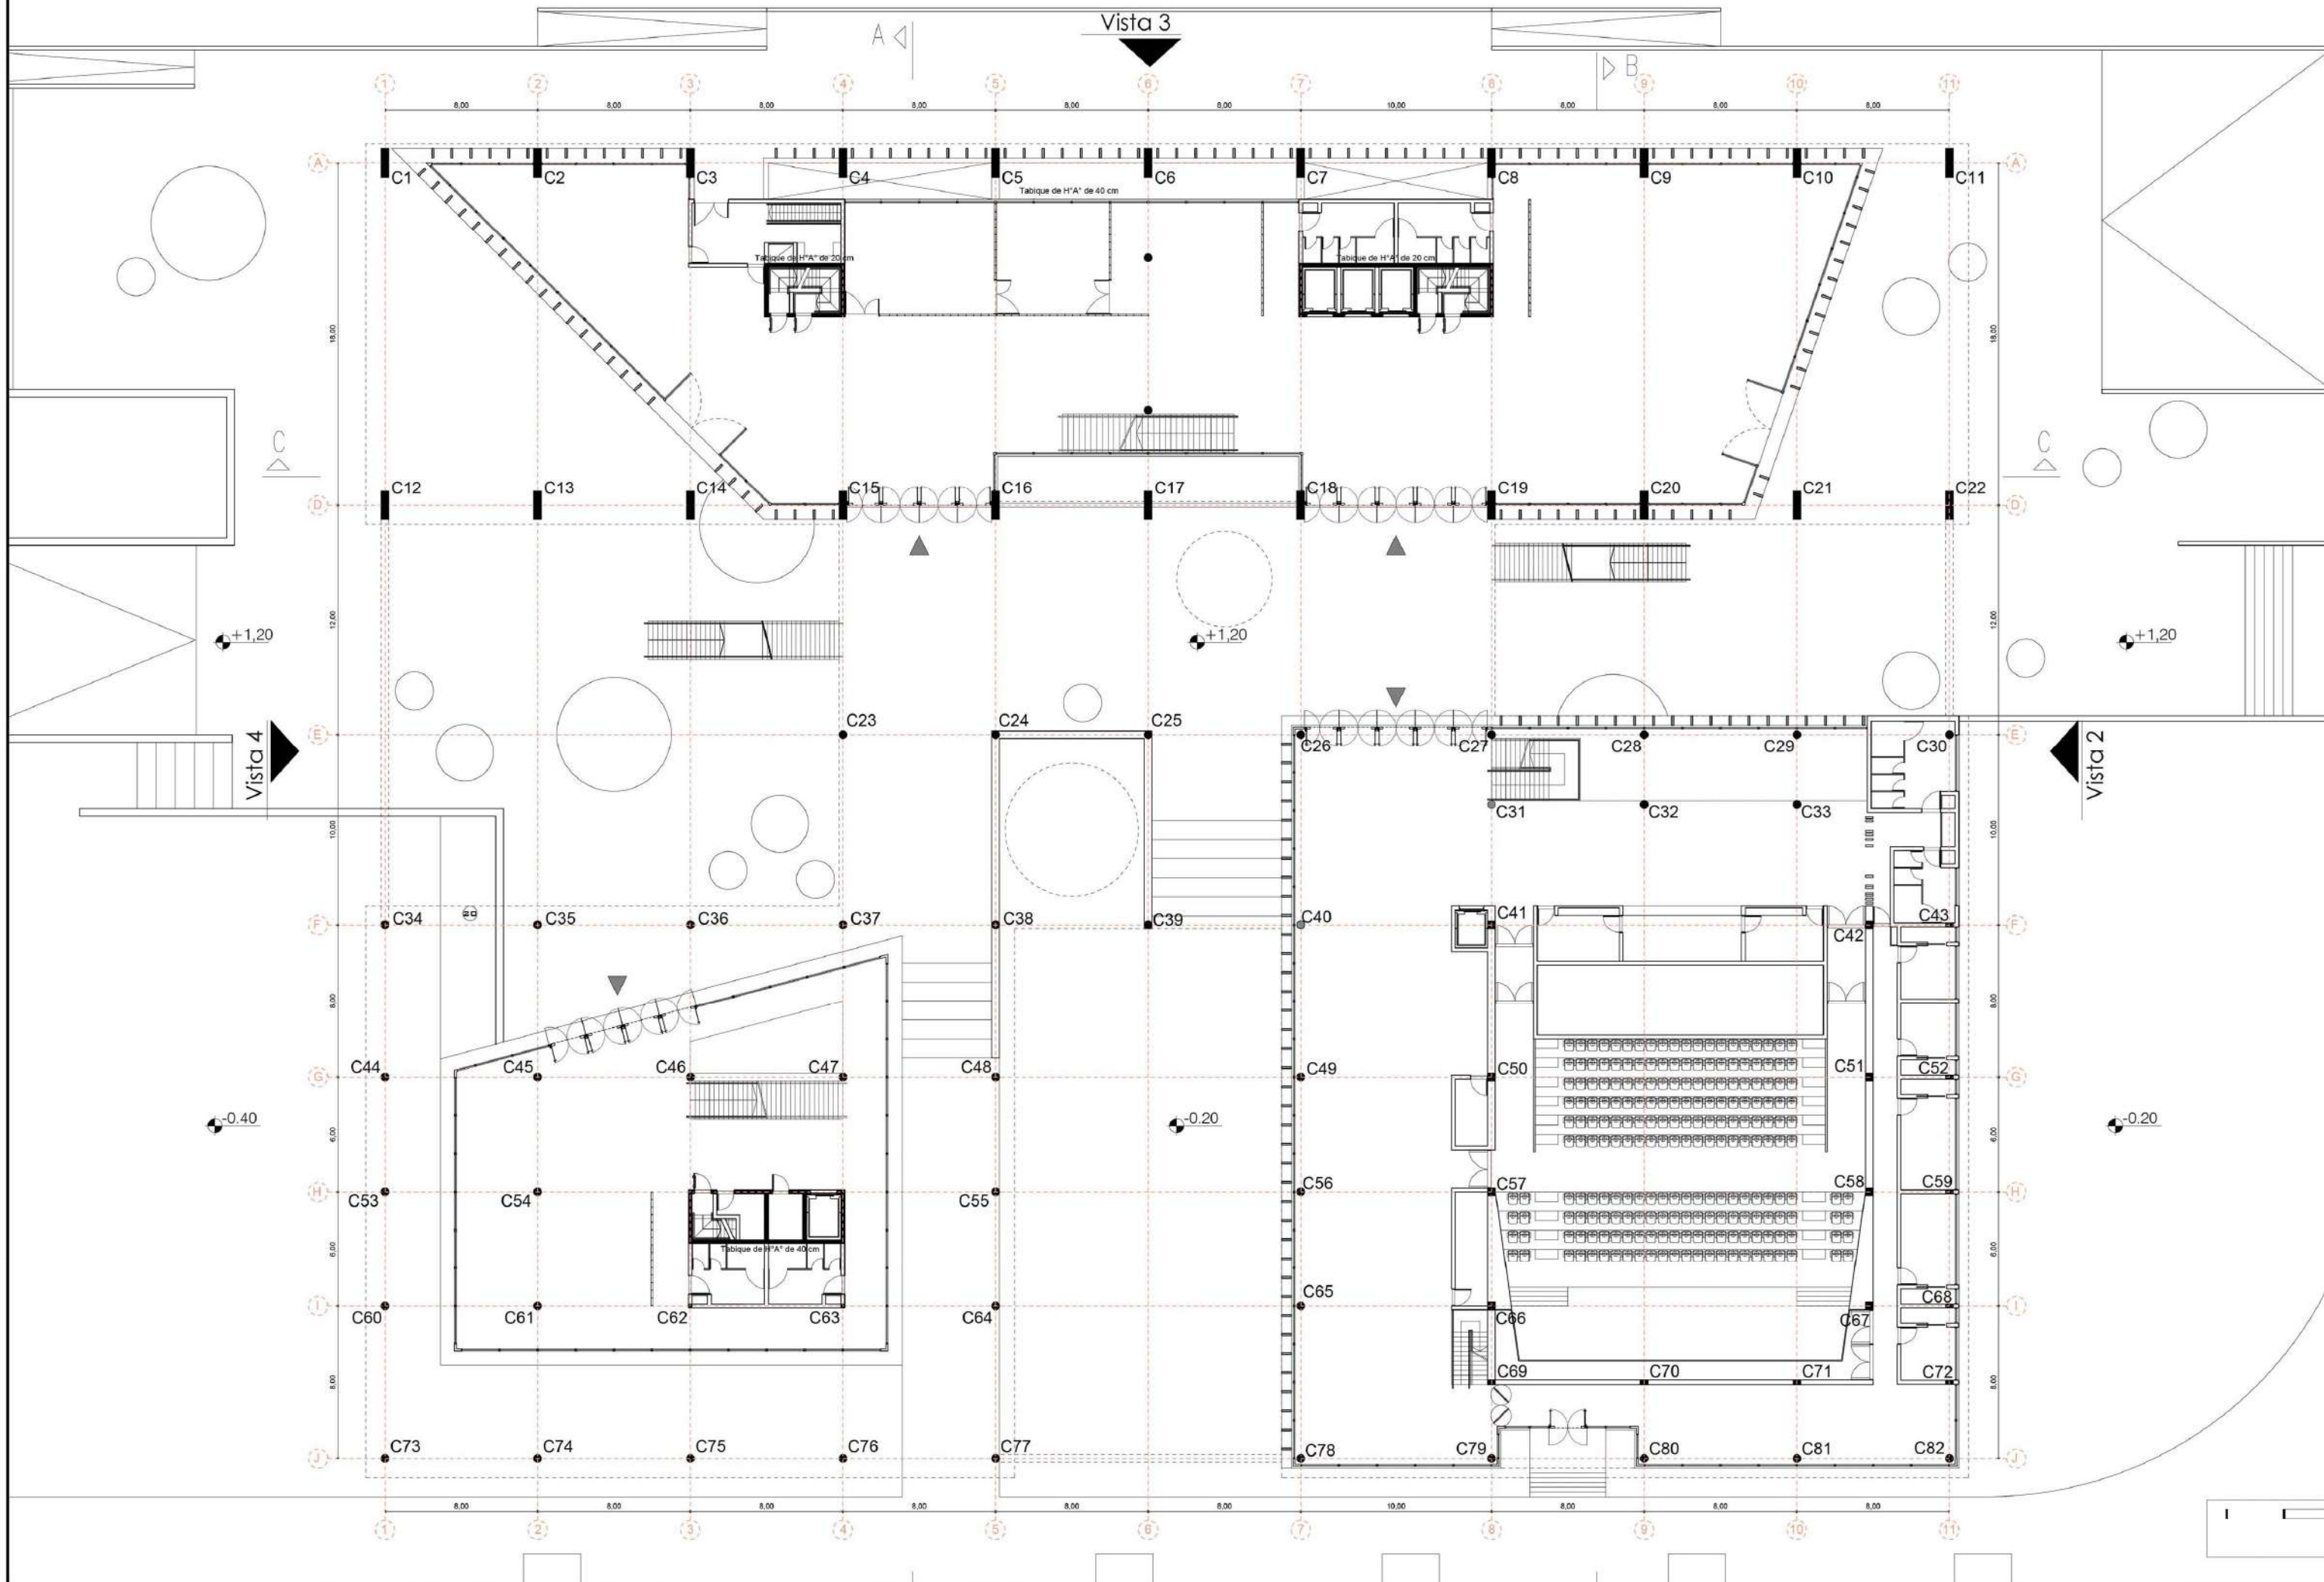 Vista 3
A
B
1 2 3 4 5 6 7 8 9 10 11
8,00 8,00 8,00 8,00 8,00 8,00 10,00 8,00 8,00 8,00
A A
C1 C2 C3 C4 C5 C6 C7 C8 C9 C10 C11
Tabique de H°A° de 40 cm
Tabique de H°A° de 20 cm Tabique de H°A° de 20 cm
18,00 18,00
C C
C12 C13 C14 C15 C16 C17 C18 C19 C20 C21 C22
D D
12,00 12,00
+1,20 +1,20 +1,20
C23 C24 C25
E E
C26 C27 C28 C29 C30
Vista 4 Vista 2
C31 C32 C33
10,00 10,00
C34 C35 C36 C37 C38 C39 C40 C41 C43
F F
C42
8,00 8,00
C44 C45 C46 C47 C48 C49 C50 C51 C52
G G
-0.40 -0.20 -0.20
6,00 6,00
C56 C57 C58 C59
H H
C53 C54 C55
6,00 6,00
C65 C68
I I
C60 C61 C62 C63 C64 C66 C67
Tabique de H°A° de 40 cm
C69 C70 C71 C72
8,00 8,00
C73 C74 C75 C76 C77 C78 C79 C80 C81 C82
J J
8,00 8,00 8,00 8,00 8,00 8,00 10,00 8,00 8,00 8,00
1 2 3 4 5 6 7 8 9 10 11